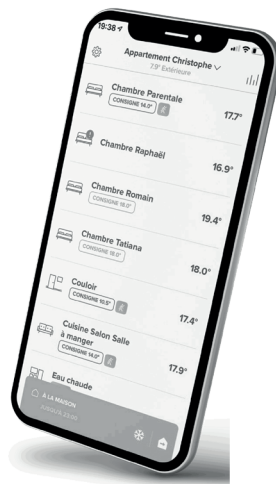 19:38
Appartement Christophe
7.9° Extérieure
Chambre Parentale
CONSIGNE 14.0°
17.7°
Chambre Raphaël
16.9°
Chambre Romain
CONSIGNE 18.0°
19.4°
Chambre Tatiana
CONSIGNE 18.0°
18.0°
Couloir
CONSIGNE 10.5°
17.4°
Cuisine Salon Salle
à manger
CONSIGNE 14.0°
17.9°
Eau chaude
À LA MAISON
JUSQU'À